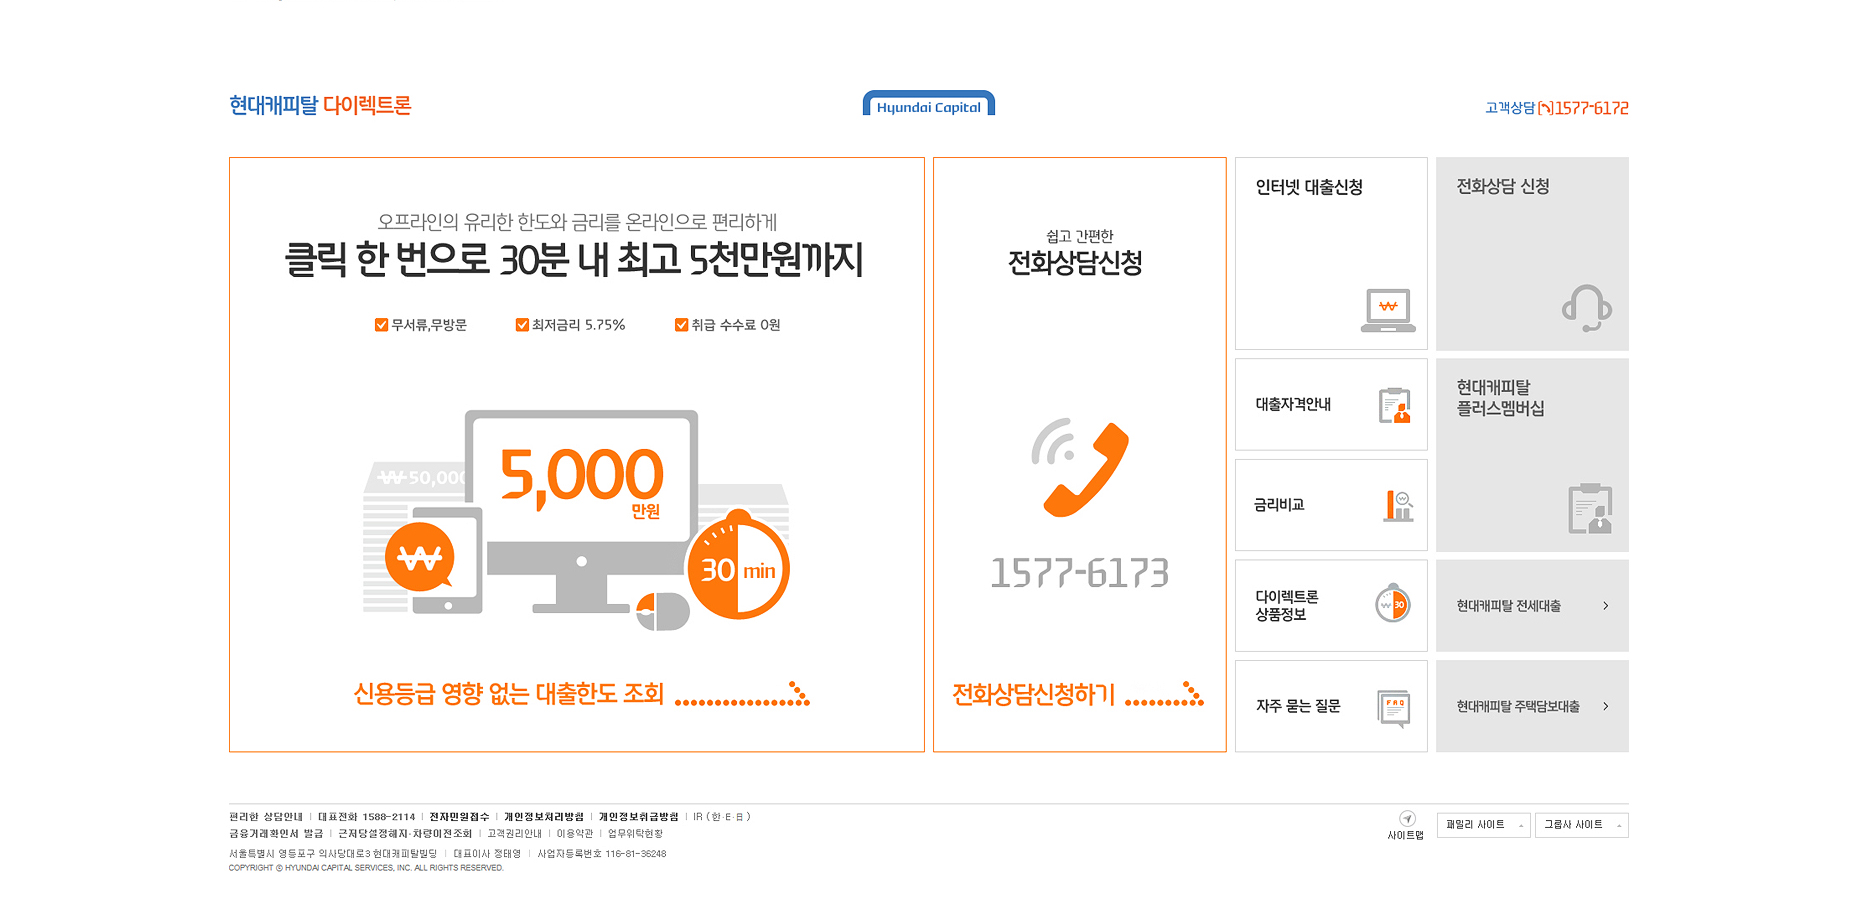 현대캐피탈 다이렉트론
Hyundai Capital
고객상담 1577-6172
오프라인의 유리한 한도와 금리를 온라인으로 편리하게
클릭 한 번으로 30분 내 최고 5천만원까지
무서류,무방문
최저금리 5.75%
취급 수수료 0원
₩50,000
5,000
만원
₩
30 min
신용등급 영향 없는 대출한도 조회
쉽고 간편한
전화상담신청
1577-6173
전화상담신청하기
인터넷 대출신청
₩
전화상담 신청
대출자격안내
현대캐피탈
플러스멤버십
금리비교
₩
다이렉트론
상품정보
₩ 30
현대캐피탈 전세대출
자주 묻는 질문
FAQ
현대캐피탈 주택담보대출
편리한 상담안내 | 대표전화 1588-2114 | 전자민원접수 | 개인정보처리방침 | 개인정보취급방침 | IR (한·E·日)
금융거래확인서 발급 | 근저당설정해지·차량이전조회 | 고객권리안내 | 이용약관 | 업무위탁현황
서울특별시 영등포구 의사당대로3 현대캐피탈빌딩 | 대표이사 정태영 | 사업자등록번호 116-81-36248
COPYRIGHT © HYUNDAI CAPITAL SERVICES, INC. ALL RIGHTS RESERVED.
사이트맵
패밀리 사이트
그룹사 사이트